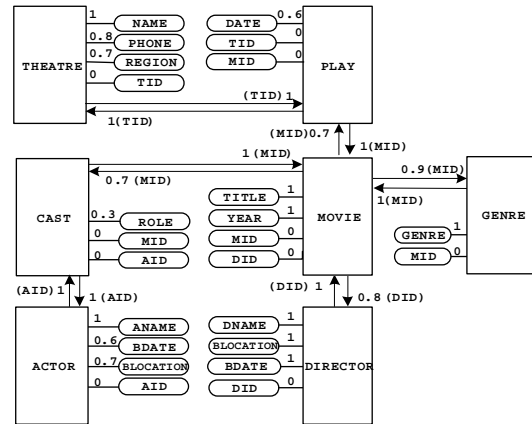 THEATRE
1 NAME
0.8 PHONE
0.7 REGION
0 TID
DATE 0.6
TID 0
MID 0
PLAY
(TID) 1
1(TID)
(MID)0.7
1(MID)
1 (MID)
0.7 (MID)
CAST
0.3 ROLE
0 MID
0 AID
TITLE 1
YEAR 1
MID 0
DID 0
MOVIE
0.9(MID)
1(MID)
GENRE
GENRE 1
MID 0
(AID) 1
1 (AID)
(DID) 1
0.8 (DID)
ACTOR
1 ANAME
0.6 BDATE
0.7 BLOCATION
0 AID
DNAME 1
BLOCATION 1
BDATE 1
DID 0
DIRECTOR